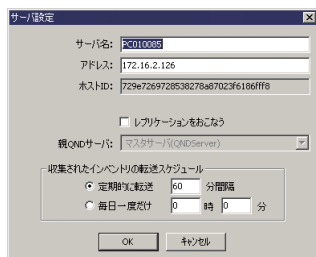 サーバ設定
サーバ名: PC010085
アドレス: 172.16.2.126
ホストID: 729e7269728538278a87023f6186fff8
レプリケーションをおこなう
親QNDサーバ: マスタサーバ(QNDServer)
収集されたインベントリの転送スケジュール
定期的に転送 60 分間隔
毎日一度だけ 0 時 0 分
OK キャンセル